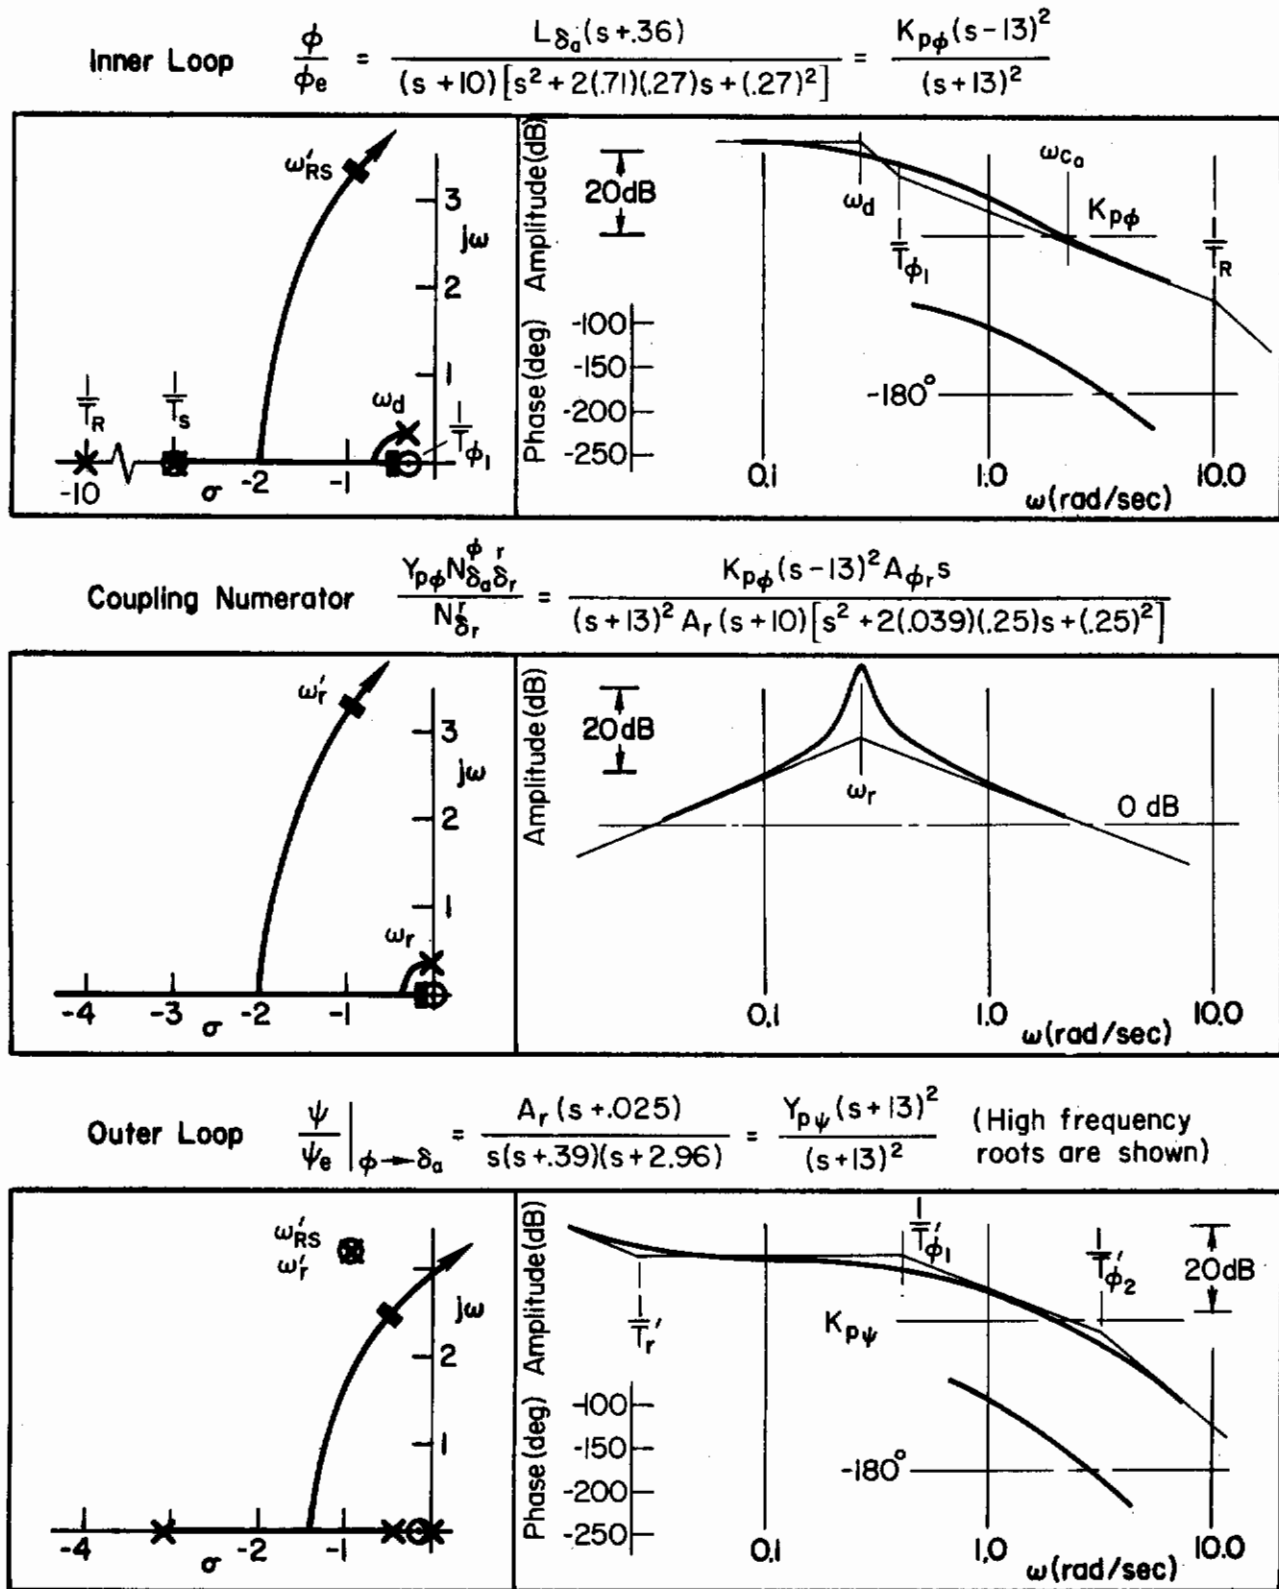 Inner Loop φ/φe = Lδa(s+.36) / (s+10)[s²+2(.71)(.27)s+(.27)²] = Kpφ(s-13)² / (s+13)²
ω'RS
3
jω
2
1
1/TR
1/Ts
ωd
1/Tφ1
-10
σ
-2
-1
Amplitude(dB)
20dB
ωd
1/Tφ1
ωca
Kpφ
1/TR
Phase(deg)
-100
-150
-200
-250
-180°
0.1
1.0
10.0
ω(rad/sec)
Coupling Numerator YpφNφδa rδr / Nrδr = Kpφ(s-13)²Aφr s / (s+13)² Ar(s+10)[s²+2(.039)(.25)s+(.25)²]
ω'r
3
jω
2
1
ωr
-4
-3
σ
-2
-1
Amplitude(dB)
20dB
ωr
0 dB
0.1
1.0
10.0
ω(rad/sec)
Outer Loop ψ/ψe |φ→δa = Ar(s+.025) / s(s+.39)(s+2.96) = Ypψ(s+13)² / (s+13)² (High frequency
roots are shown)
ω'RS
ω'r
jω
2
1
-4
σ
-2
-1
Amplitude(dB)
1/T'r
1/T'φ1
1/T'φ2
20dB
Kpψ
Phase(deg)
-100
-150
-200
-250
-180°
0.1
1.0
10.0
ω(rad/sec)